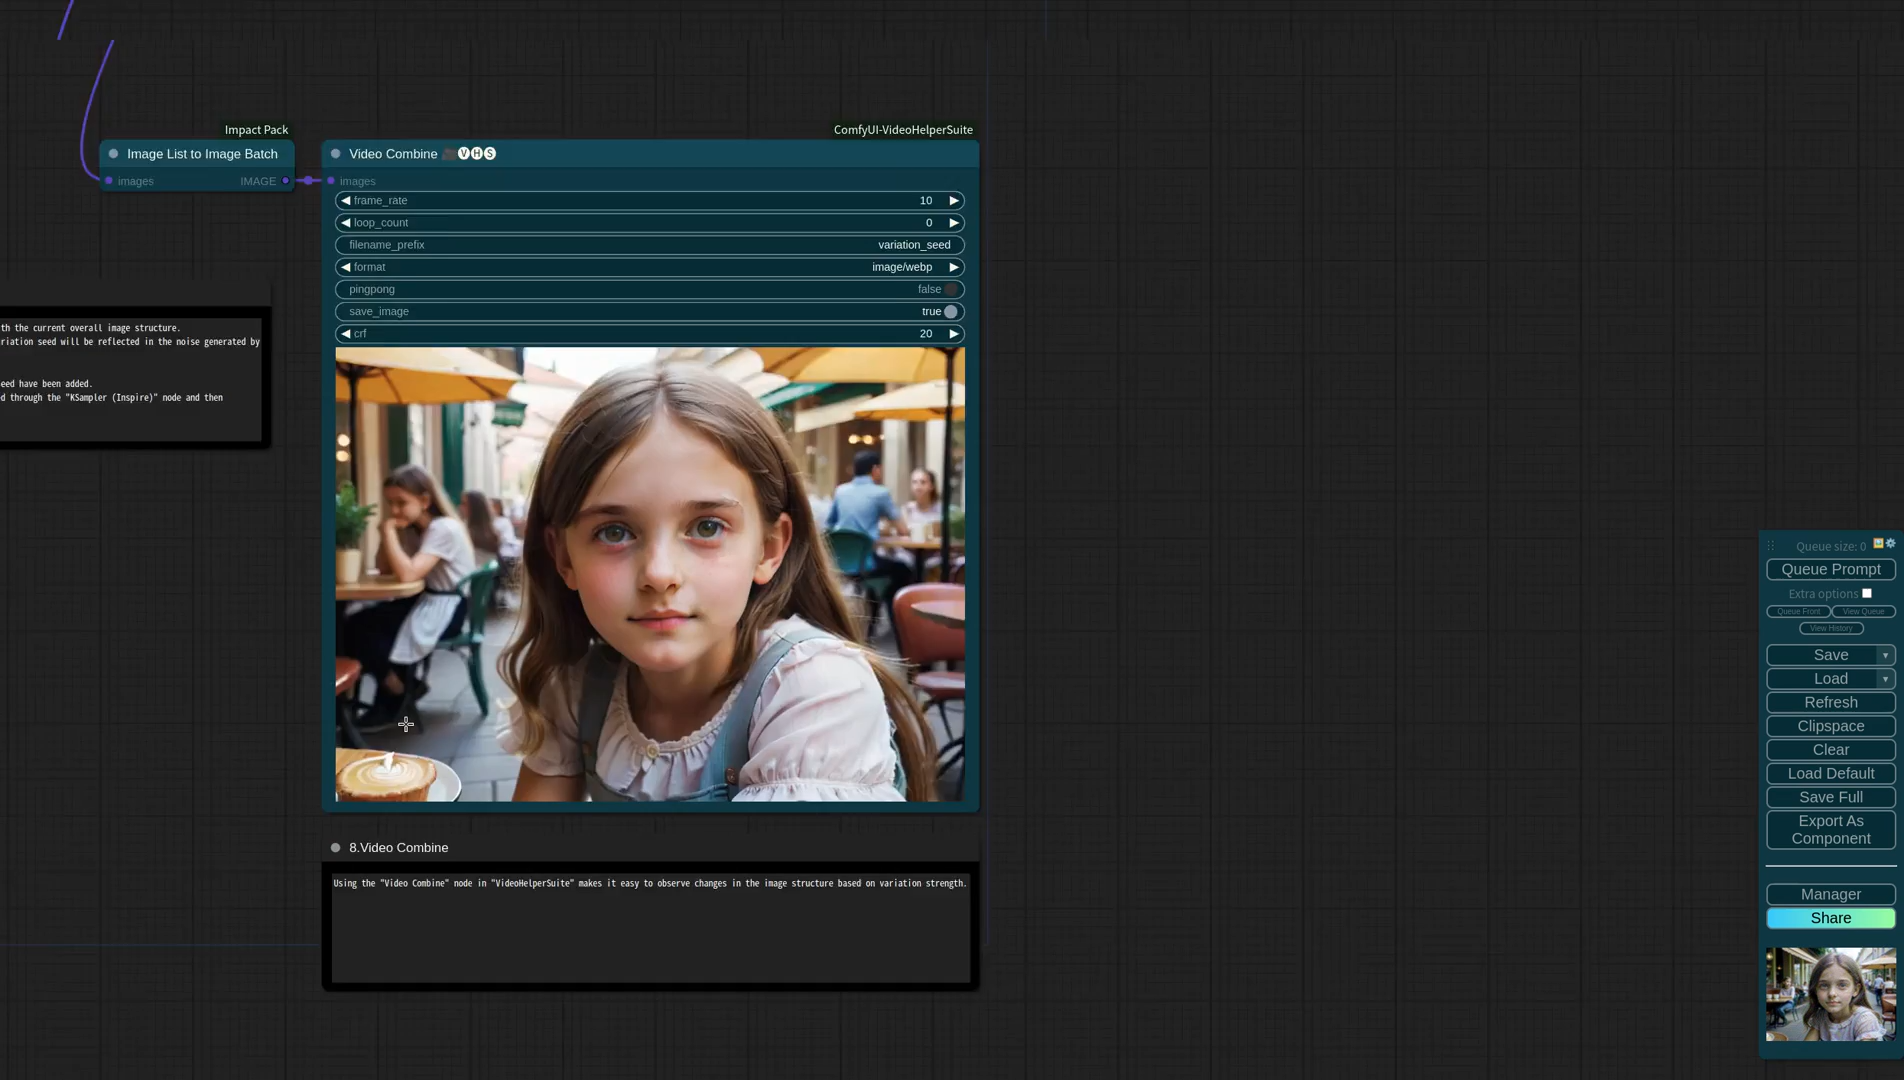 Impact Pack
ComfyUI-VideoHelperSuite
Image List to Image Batch
Video Combine VHS
images IMAGE
images
frame_rate 10
loop_count 0
filename_prefix variation_seed
format image/webp
pingpong false
save_image true
crf 20
th the current overall image structure.
riation seed will be reflected in the noise generated by
eed have been added.
d through the "KSampler (Inspire)" node and then
8.Video Combine
Using the "Video Combine" node in "VideoHelperSuite" makes it easy to observe changes in the image structure based on variation strength.
Queue size: 0
Queue Prompt
Extra options
Queue Front View Queue
View History
Save
Load
Refresh
Clipspace
Clear
Load Default
Save Full
Export As
Component
Manager
Share